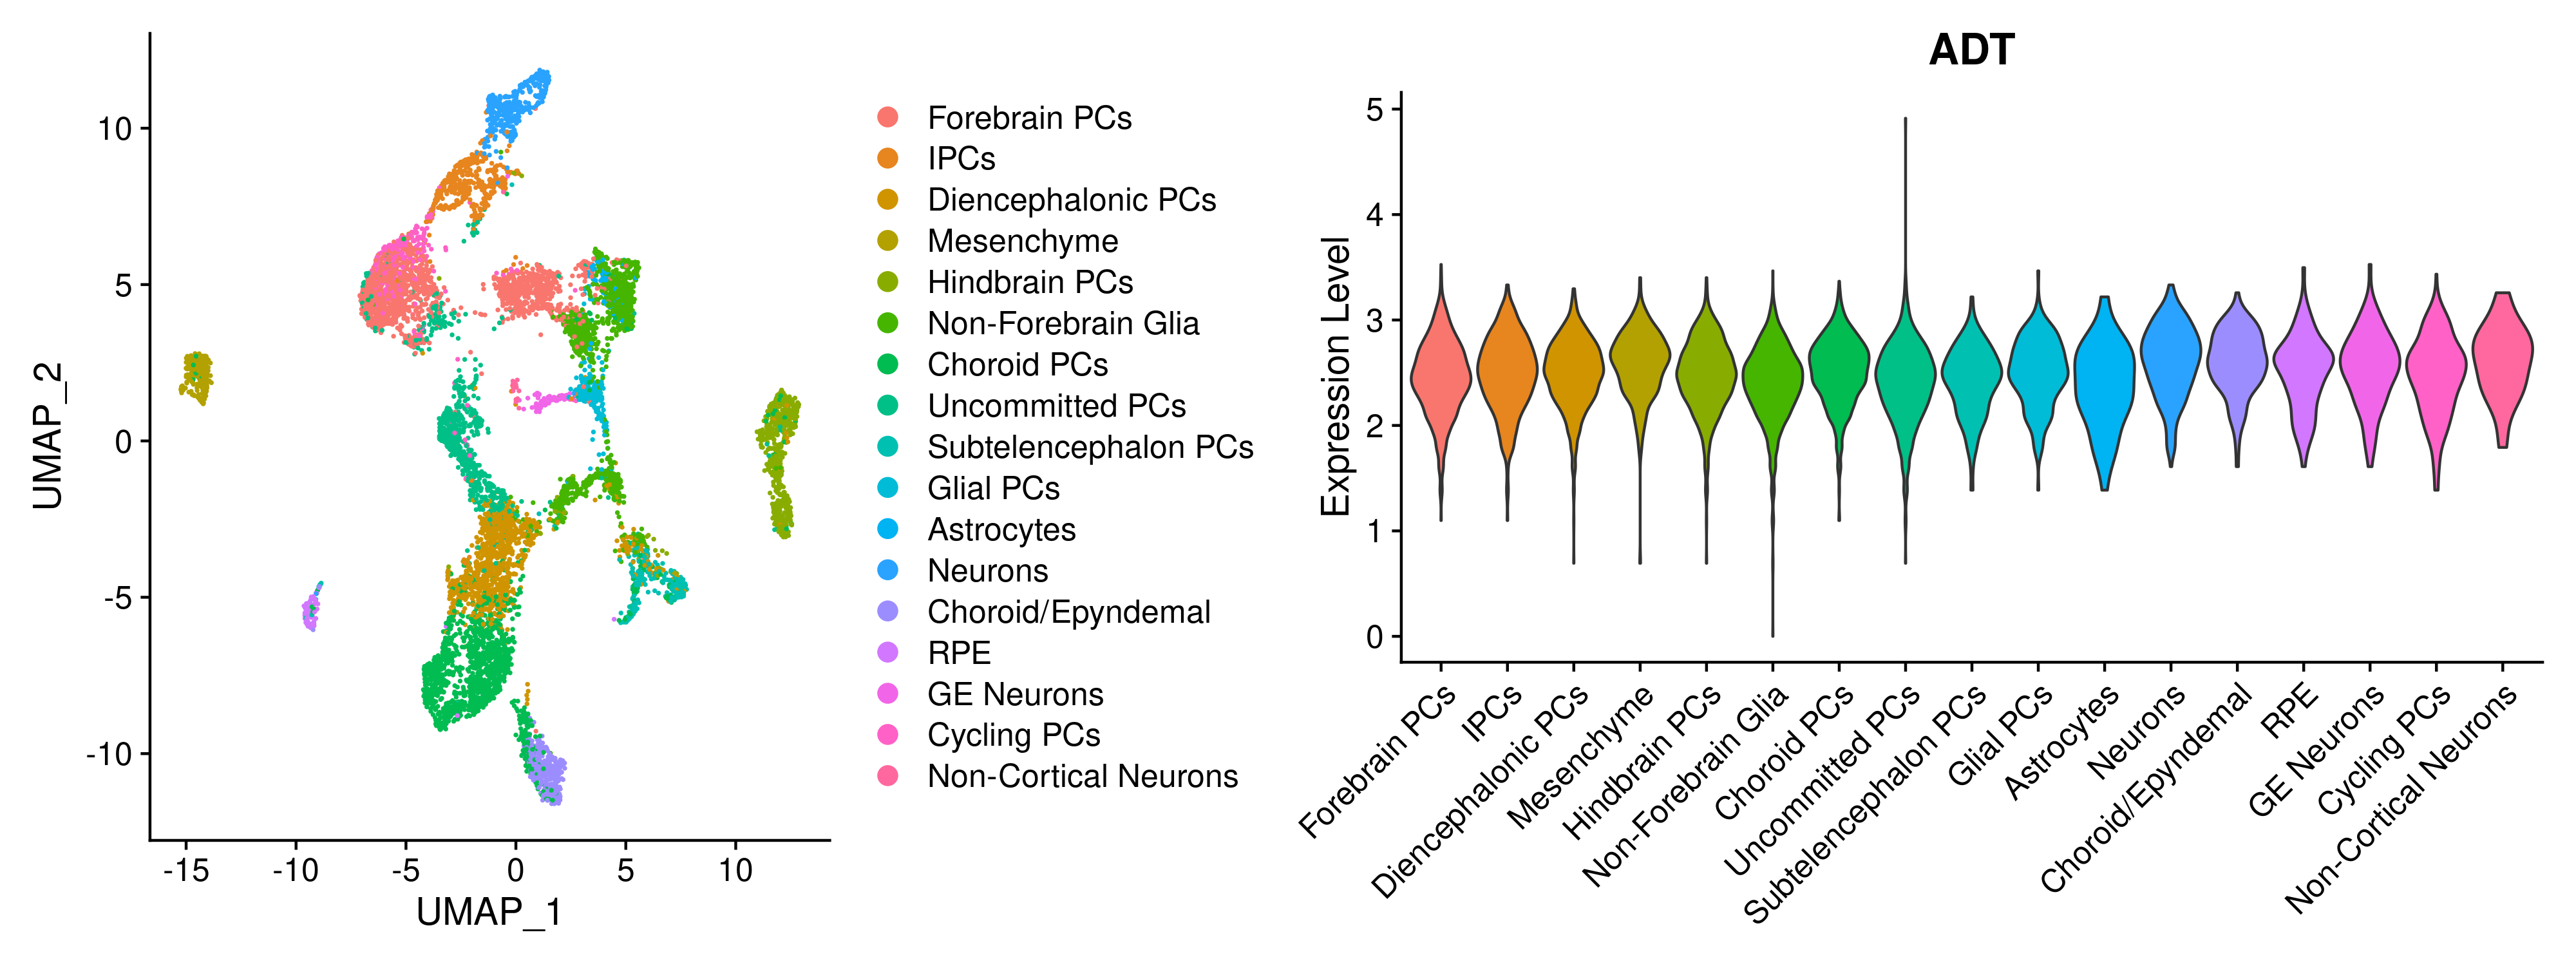 10
5
0
-5
-10
UMAP_2
-15 -10 -5 0 5 10
UMAP_1
Forebrain PCs
IPCs
Diencephalonic PCs
Mesenchyme
Hindbrain PCs
Non-Forebrain Glia
Choroid PCs
Uncommitted PCs
Subtelencephalon PCs
Glial PCs
Astrocytes
Neurons
Choroid/Epyndemal
RPE
GE Neurons
Cycling PCs
Non-Cortical Neurons
ADT
5
4
3
2
1
0
Expression Level
Forebrain PCs
IPCs
Diencephalonic PCs
Mesenchyme
Hindbrain PCs
Non-Forebrain Glia
Choroid PCs
Uncommitted PCs
Subtelencephalon PCs
Glial PCs
Astrocytes
Neurons
Choroid/Epyndemal
RPE
GE Neurons
Cycling PCs
Non-Cortical Neurons